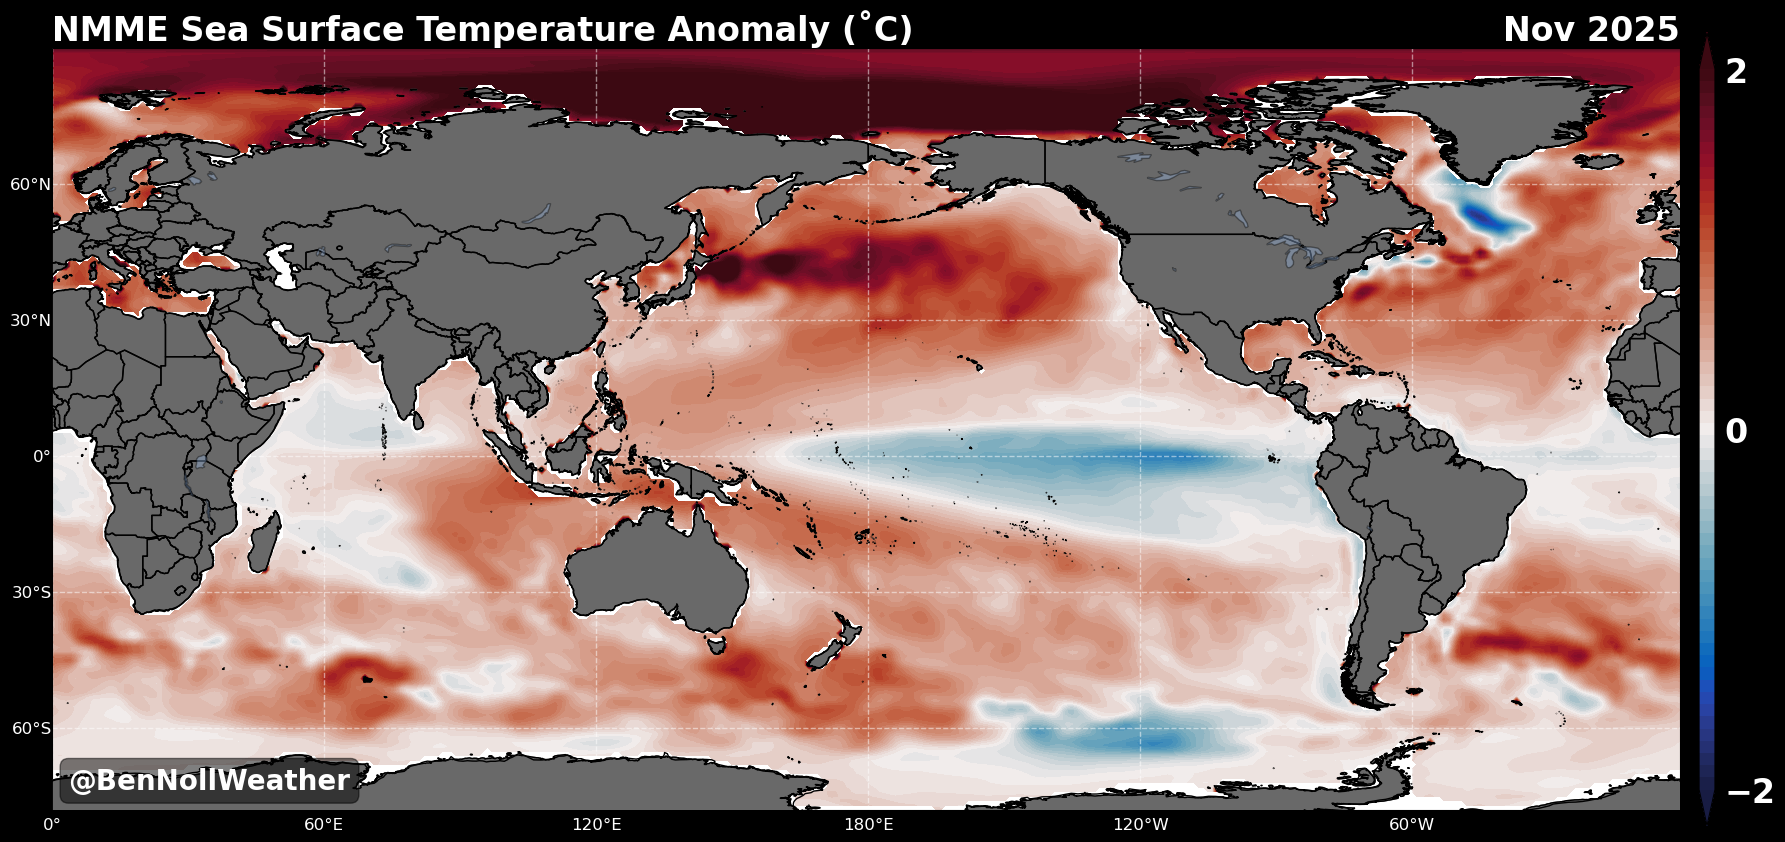 NMME Sea Surface Temperature Anomaly (˚C)
Nov 2025
2
0
−2
60°N
30°N
0°
30°S
60°S
@BenNollWeather
0°
60°E
120°E
180°E
120°W
60°W